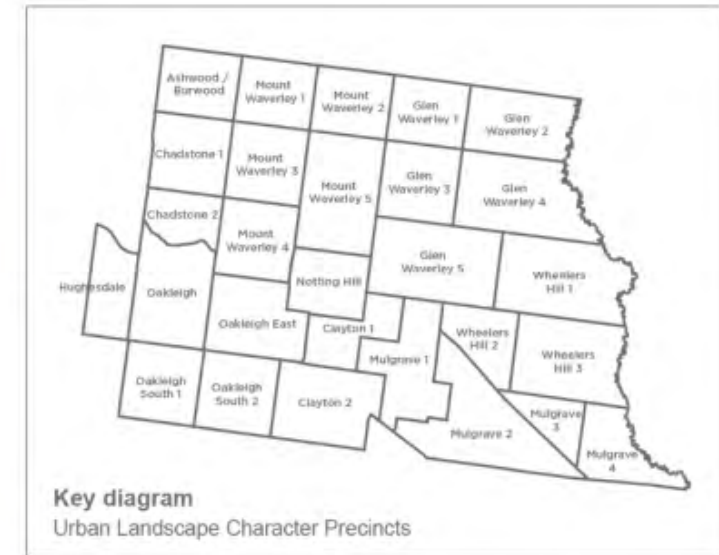 Ashwood /
Burwood
Mount
Waverley 1
Mount
Waverley 2
Glen
Waverley 1
Glen
Waverley 2
Chadstone 1
Mount
Waverley 3
Mount
Waverley 5
Glen
Waverley 3
Glen
Waverley 4
Chadstone 2
Mount
Waverley 4
Notting Hill
Glen
Waverley 5
Wheelers
Hill 1
Hughesdale
Oakleigh
Oakleigh East
Clayton 1
Mulgrave 1
Wheelers
Hill 2
Wheelers
Hill 3
Oakleigh
South 1
Oakleigh
South 2
Clayton 2
Mulgrave 2
Mulgrave
3
Mulgrave
4
Key diagram
Urban Landscape Character Precincts